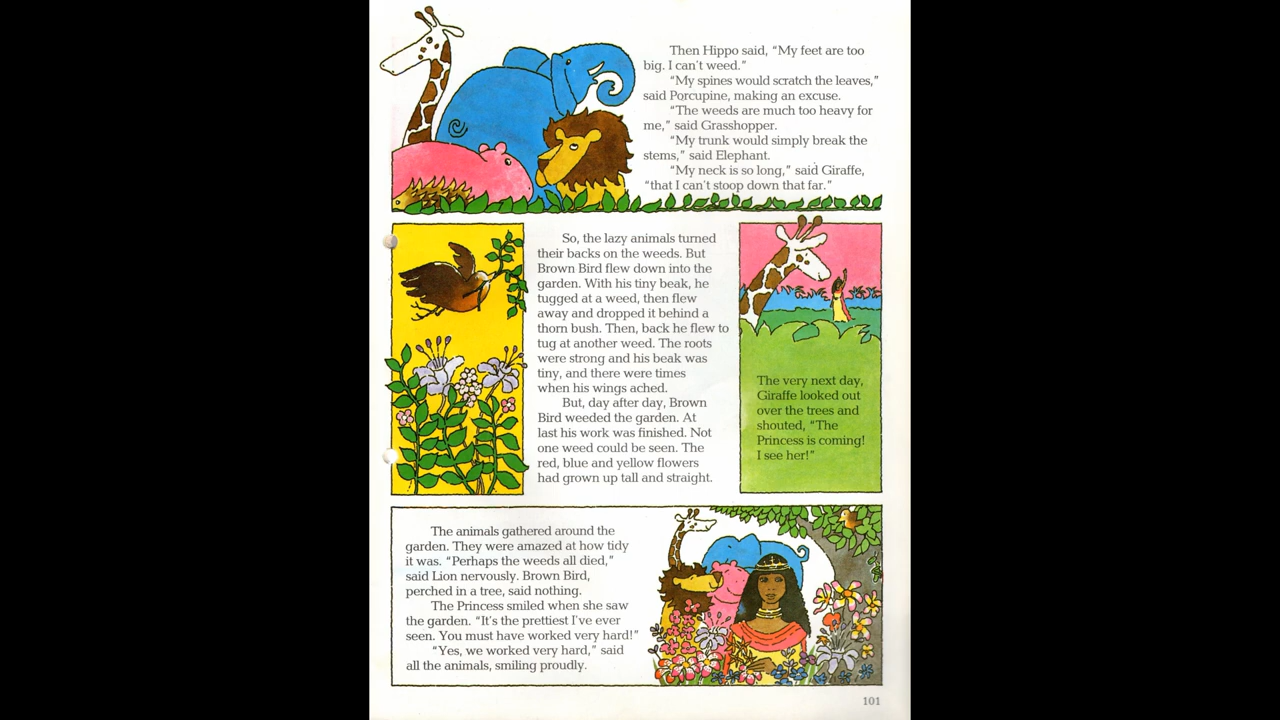 Then Hippo said, “My feet are too
big. I can't weed.”
“My spines would scratch the leaves,”
said Porcupine, making an excuse.
“The weeds are much too heavy for
me,” said Grasshopper.
“My trunk would simply break the
stems,” said Elephant.
“My neck is so long,” said Giraffe,
“that I can't stoop down that far.”
So, the lazy animals turned
their backs on the weeds. But
Brown Bird flew down into the
garden. With his tiny beak, he
tugged at a weed, then flew
away and dropped it behind a
thorn bush. Then, back he flew to
tug at another weed. The roots
were strong and his beak was
tiny, and there were times
when his wings ached.
But, day after day, Brown
Bird weeded the garden. At
last his work was finished. Not
one weed could be seen. The
red, blue and yellow flowers
had grown up tall and straight.
The very next day,
Giraffe looked out
over the trees and
shouted, “The
Princess is coming!
I see her!”
The animals gathered around the
garden. They were amazed at how tidy
it was. “Perhaps the weeds all died,”
said Lion nervously. Brown Bird,
perched in a tree, said nothing.
The Princess smiled when she saw
the garden. “It's the prettiest I've ever
seen. You must have worked very hard!”
“Yes, we worked very hard,” said
all the animals, smiling proudly.
101